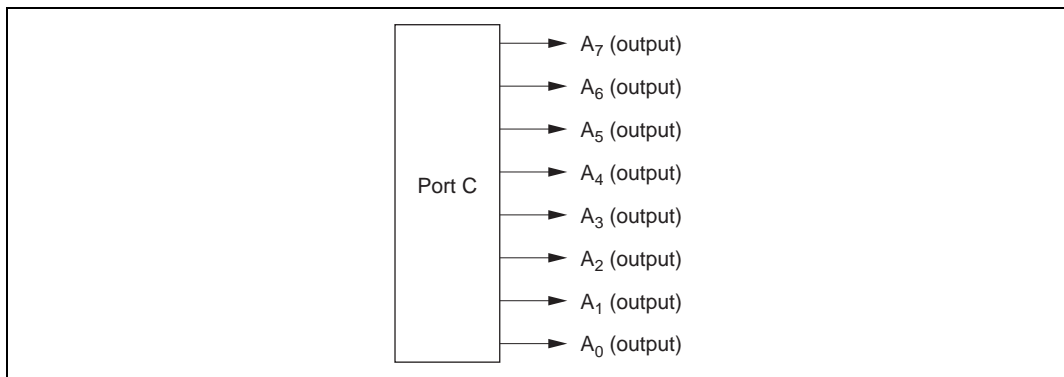 A7 (output)
A6 (output)
A5 (output)
A4 (output)
Port C
A3 (output)
A2 (output)
A1 (output)
A0 (output)